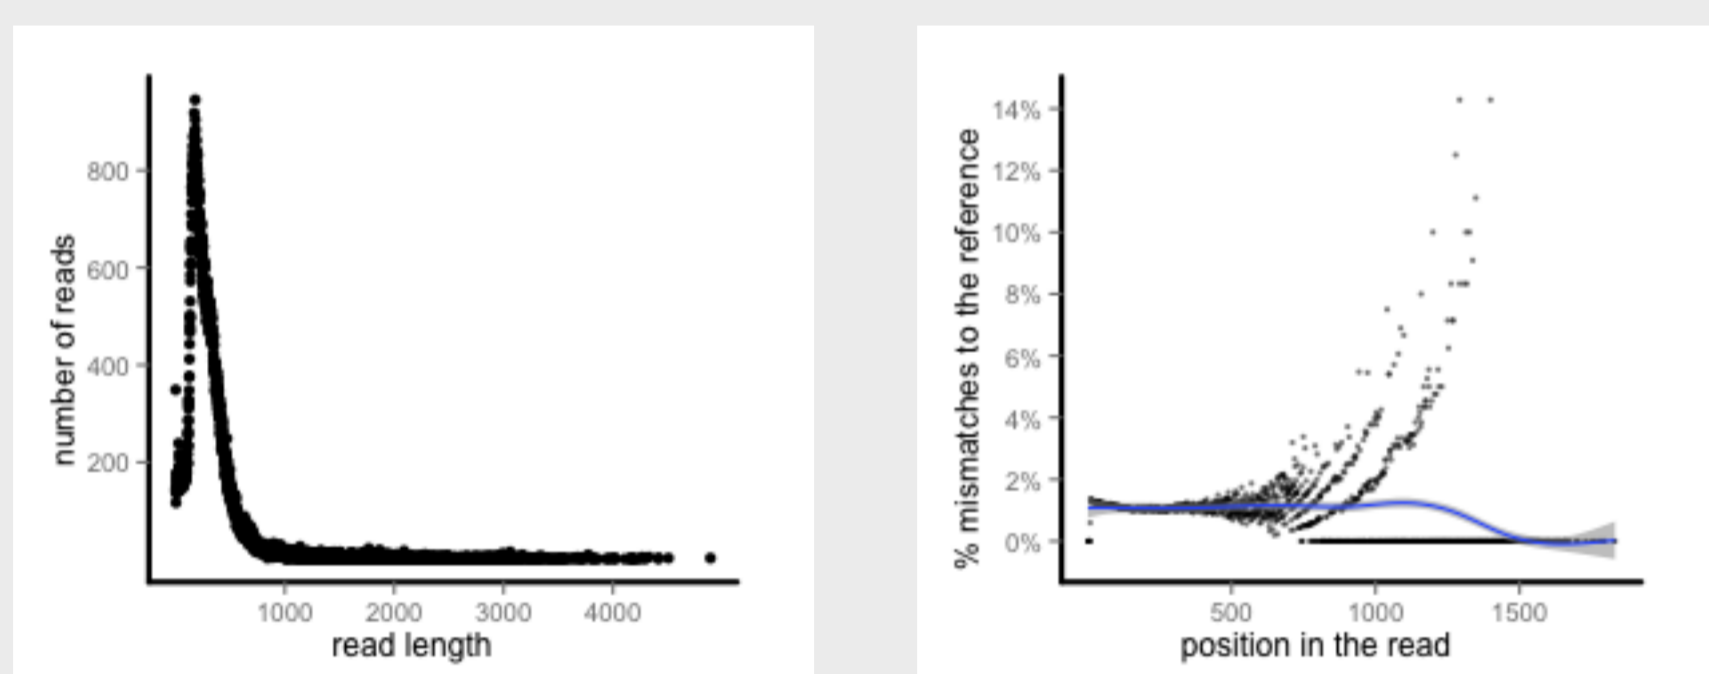 number of reads
800
600
400
200
1000 2000 3000 4000
read length
% mismatches to the reference
14%
12%
10%
8%
6%
4%
2%
0%
500 1000 1500
position in the read